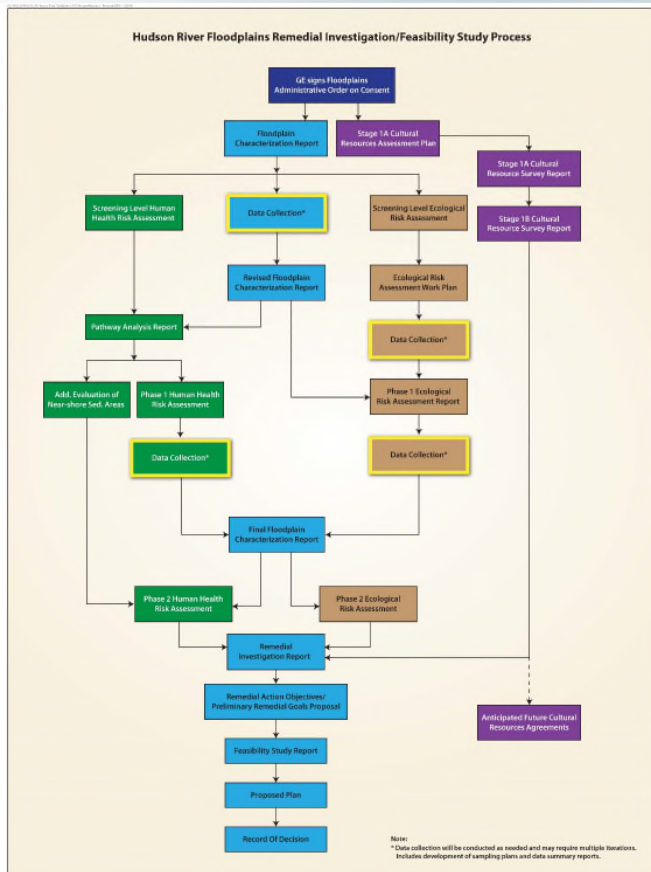 Hudson River Floodplains Remedial Investigation/Feasibility Study Process
GE signs Floodplains
Administrative Order on Consent
Floodplain
Characterization Report
Stage 1A Cultural
Resources Assessment Plan
Stage 1A Cultural
Resource Survey Report
Screening Level Human
Health Risk Assessment
Data Collection*
Screening Level Ecological
Risk Assessment
Stage 1B Cultural
Resource Survey Report
Revised Floodplain
Characterization Report
Ecological Risk
Assessment Work Plan
Pathway Analysis Report
Data Collection*
Add. Evaluation of
Near-shore Sed. Areas
Phase 1 Human Health
Risk Assessment
Phase 1 Ecological
Risk Assessment Report
Data Collection*
Data Collection*
Final Floodplain
Characterization Report
Phase 2 Human Health
Risk Assessment
Phase 2 Ecological
Risk Assessment
Remedial
Investigation Report
Remedial Action Objectives/
Preliminary Remedial Goals Proposal
Anticipated Future Cultural
Resources Agreements
Feasibility Study Report
Proposed Plan
Record Of Decision
Note:
* Data collection will be conducted as needed and may require multiple iterations.
Includes development of sampling plans and data summary reports.